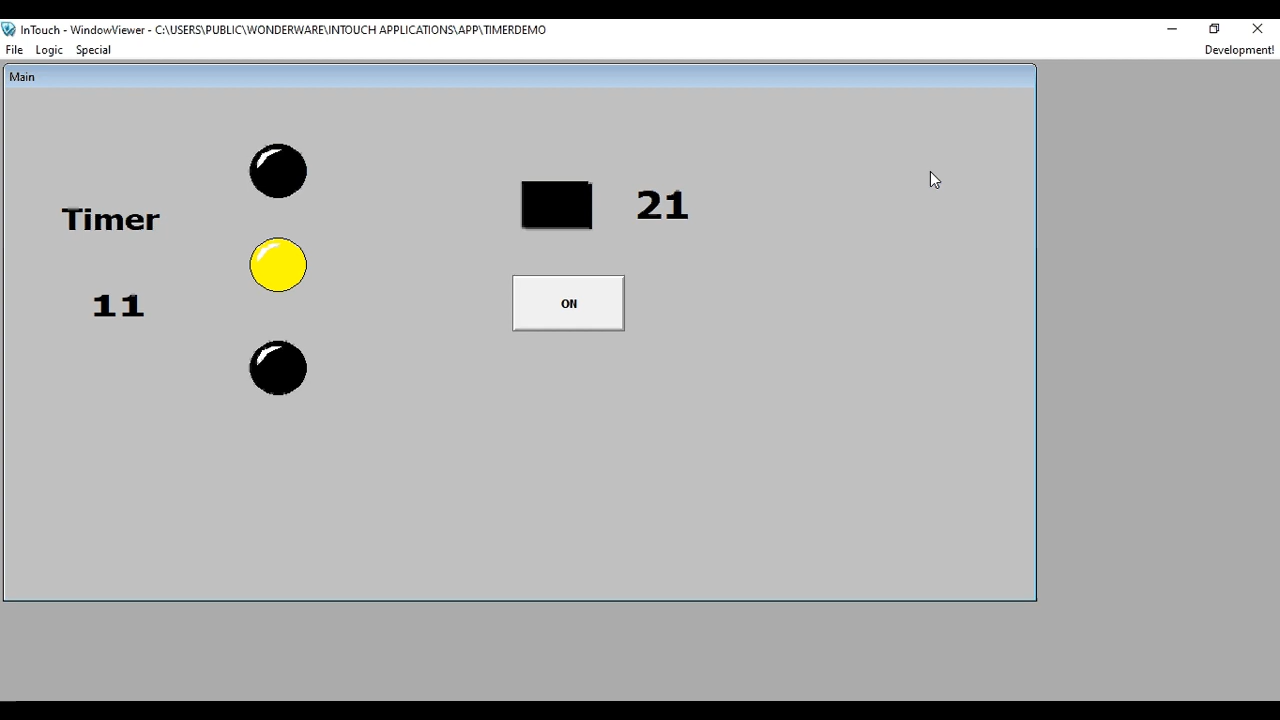 InTouch - WindowViewer - C:\USERS\PUBLIC\WONDERWARE\INTOUCH APPLICATIONS\APP\TIMERDEMO
File Logic Special Development!
Main
Timer
21
11
ON